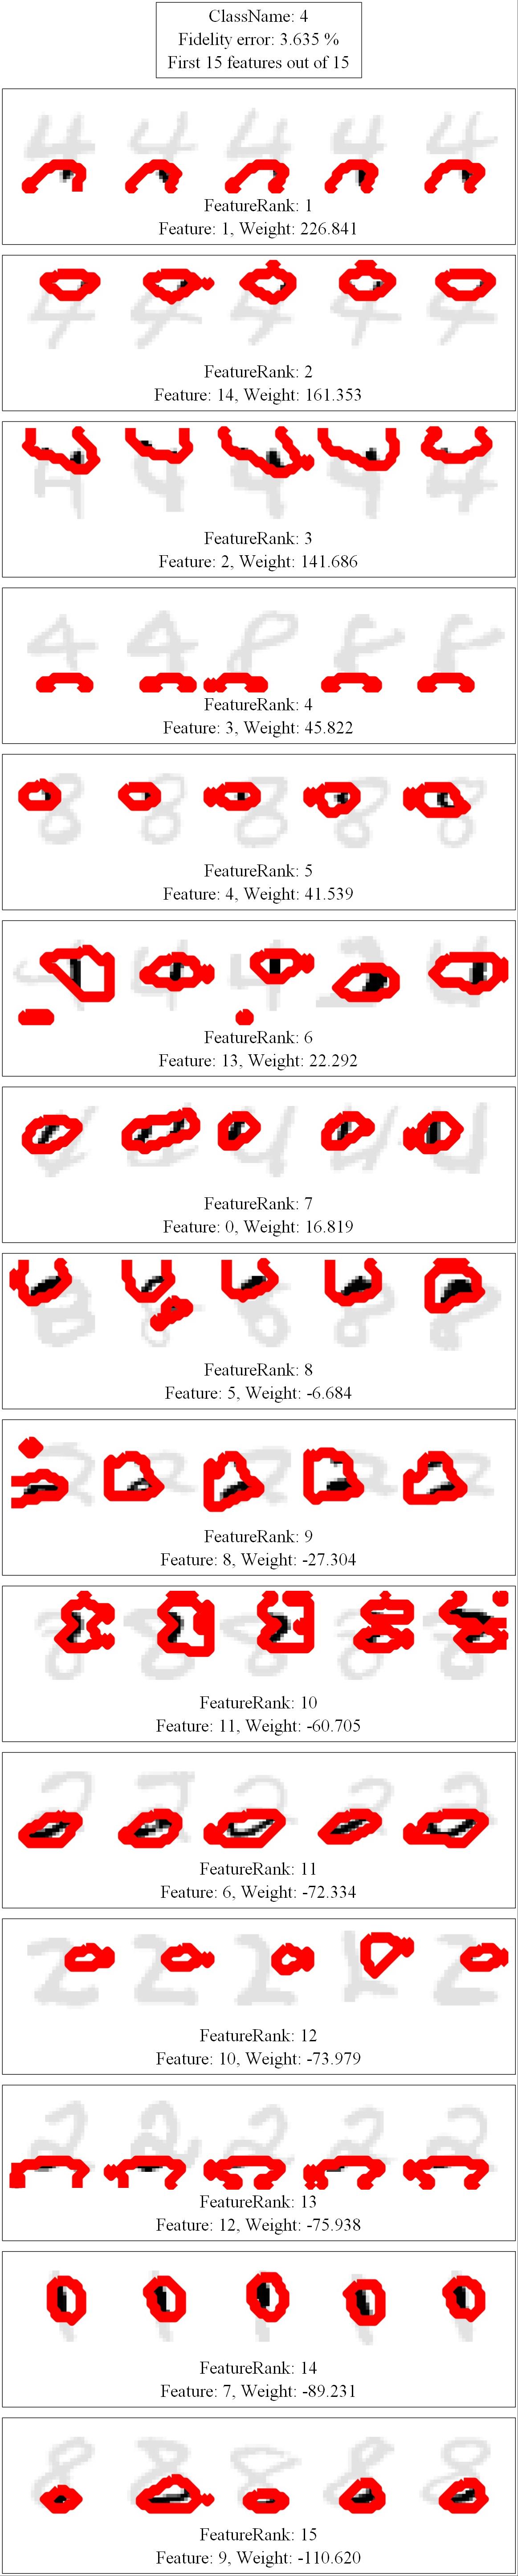 ClassName: 4
Fidelity error: 3.635 %
First 15 features out of 15
FeatureRank: 1
Feature: 1, Weight: 226.841
FeatureRank: 2
Feature: 14, Weight: 161.353
FeatureRank: 3
Feature: 2, Weight: 141.686
FeatureRank: 4
Feature: 3, Weight: 45.822
FeatureRank: 5
Feature: 4, Weight: 41.539
FeatureRank: 6
Feature: 13, Weight: 22.292
FeatureRank: 7
Feature: 0, Weight: 16.819
FeatureRank: 8
Feature: 5, Weight: -6.684
FeatureRank: 9
Feature: 8, Weight: -27.304
FeatureRank: 10
Feature: 11, Weight: -60.705
FeatureRank: 11
Feature: 6, Weight: -72.334
FeatureRank: 12
Feature: 10, Weight: -73.979
FeatureRank: 13
Feature: 12, Weight: -75.938
FeatureRank: 14
Feature: 7, Weight: -89.231
FeatureRank: 15
Feature: 9, Weight: -110.620